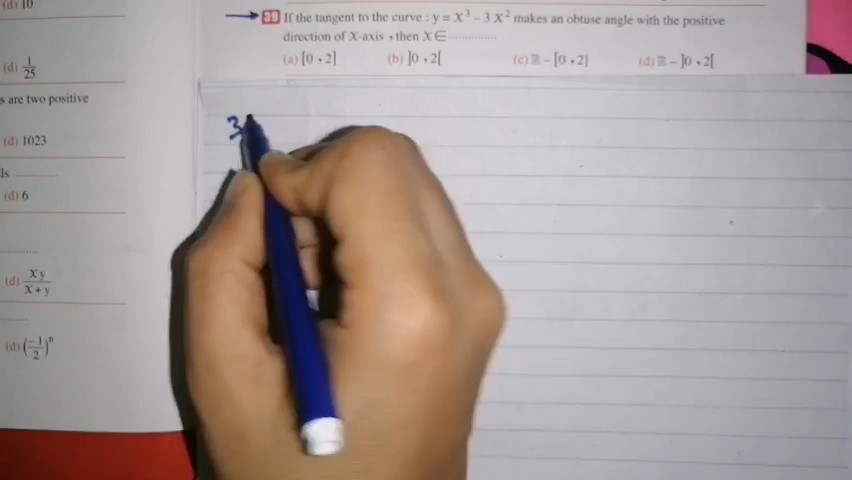 (d) 10
(d) 1/25
s are two positive
(d) 1023
ls ..........
(d) 6
..........
(d) xy/x+y
..........
(d) (-1/2)^n
39 If the tangent to the curve : y = X³ – 3 X² makes an obtuse angle with the positive
direction of X-axis , then X ∈ ..............
(a) [0 , 2] (b) ]0 , 2[ (c) ℝ – [0 , 2] (d) ℝ – ]0 , 2[
3